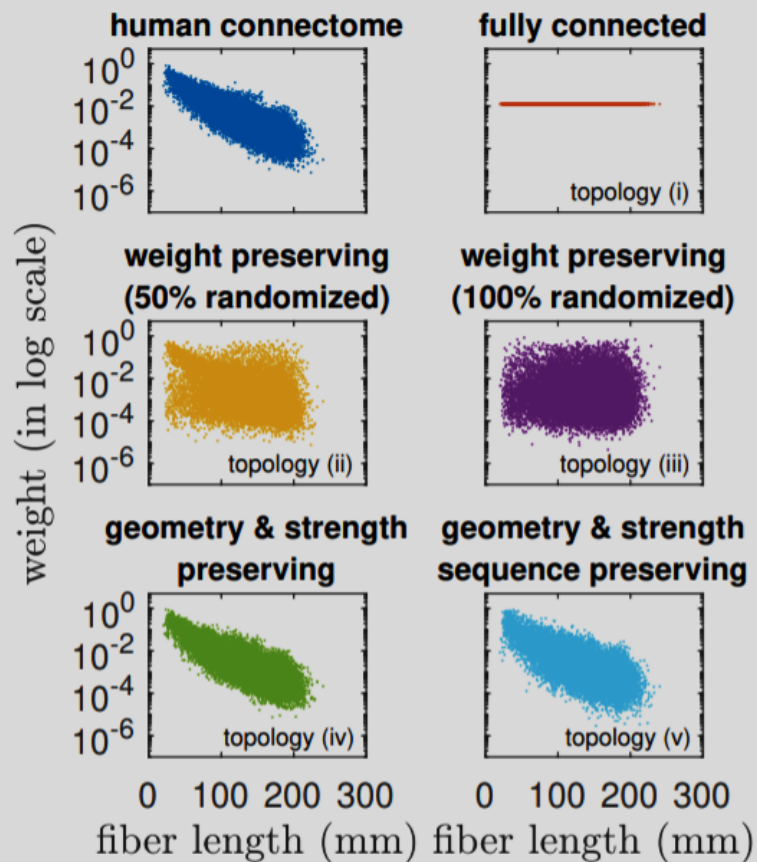 human connectome
fully connected
10^0
10^-2
10^-4
10^-6
topology (i)
weight preserving
(50% randomized)
weight preserving
(100% randomized)
10^0
10^-2
10^-4
10^-6
topology (ii)
topology (iii)
weight (in log scale)
geometry & strength
preserving
geometry & strength
sequence preserving
10^0
10^-2
10^-4
10^-6
topology (iv)
topology (v)
0 100 200 300
0 100 200 300
fiber length (mm)
fiber length (mm)